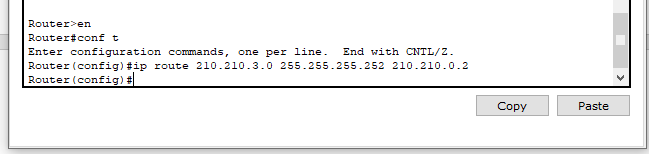 Router>en
Router#conf t
Enter configuration commands, one per line.  End with CNTL/Z.
Router(config)#ip route 210.210.3.0 255.255.255.252 210.210.0.2
Router(config)#
Copy
Paste